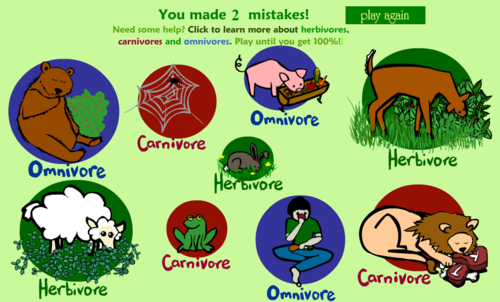 You made 2 mistakes!
play again
Need some help? Click to learn more about herbivores,
carnivores and omnivores. Play until you get 100%!!
Omnivore
Carnivore
Omnivore
Herbivore
Herbivore
Herbivore
Carnivore
Omnivore
Carnivore